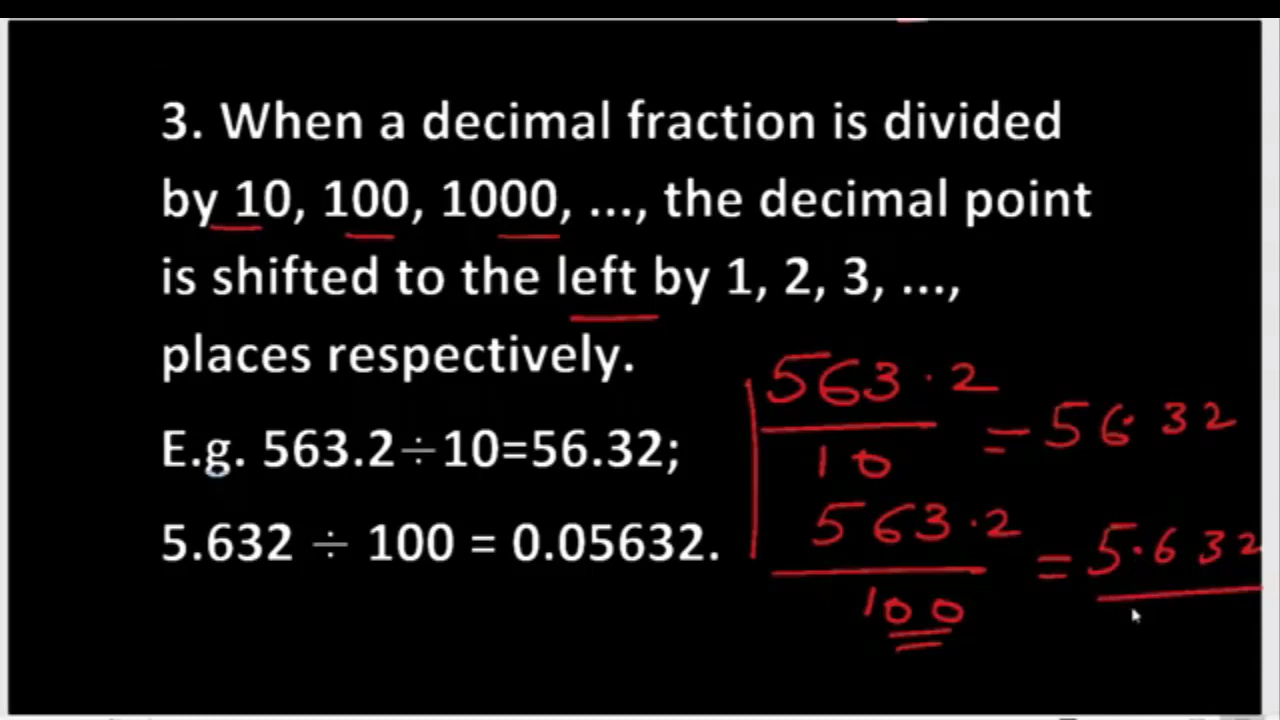 3. When a decimal fraction is divided
by 10, 100, 1000, ..., the decimal point
is shifted to the left by 1, 2, 3, ...,
places respectively.
E.g. 563.2÷10=56.32;
5.632 ÷ 100 = 0.05632.
563.2
10
= 56.32
563.2
100
= 5.632